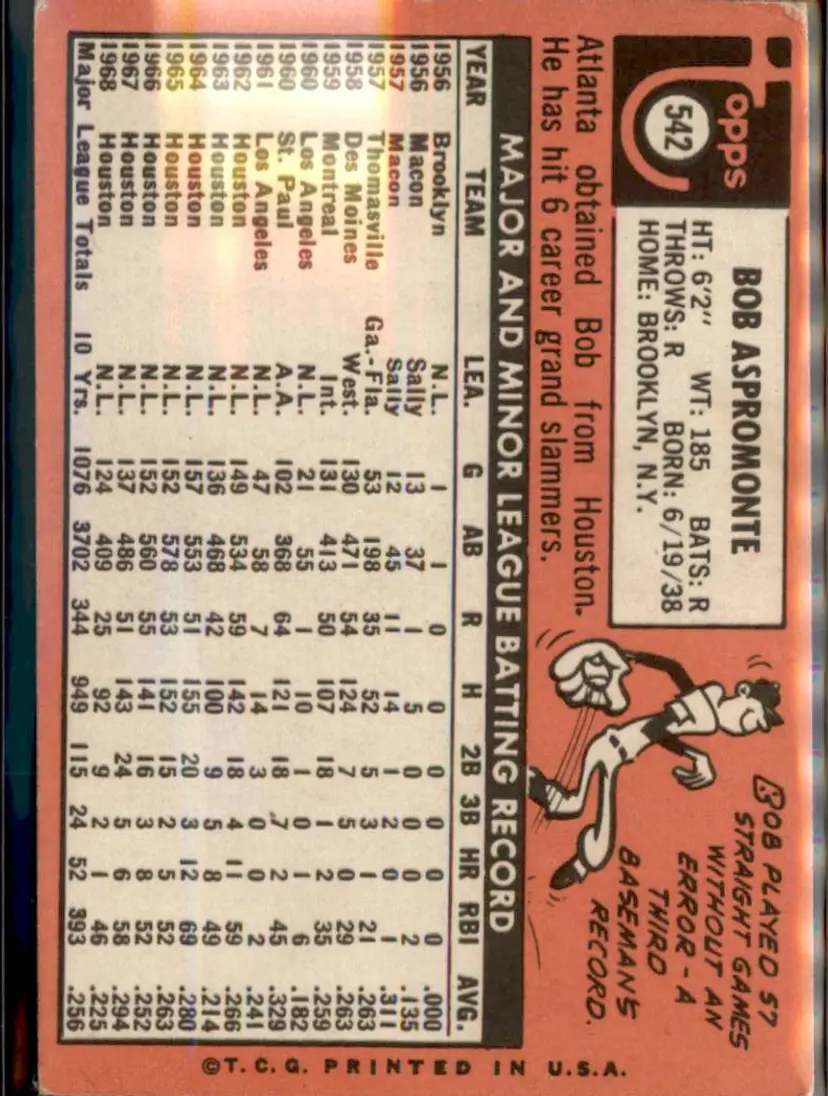 Topps
542
BOB ASPROMONTE
HT: 6'2" WT: 185 BATS: R
THROWS: R BORN: 6/19/38
HOME: BROOKLYN, N.Y.
Atlanta obtained Bob from Houston.
He has hit 6 career grand slammers.
BOB PLAYED 57
STRAIGHT GAMES
WITHOUT AN
ERROR - A
THIRD
BASEMAN'S
RECORD.
MAJOR AND MINOR LEAGUE BATTING RECORD
YEAR TEAM LEA. G AB R H 2B 3B HR RBI AVG.
1956 Brooklyn N.L. 1 1 0 0 0 0 0 0 .000
1956 Macon Sally 13 37 1 5 0 0 0 2 .135
1957 Macon Sally 12 45 11 14 1 2 0 1 .311
1957 Thomasville Ga.-Fla. 53 198 35 52 5 3 1 21 .263
1958 Des Moines West. 130 471 54 124 7 5 0 29 .263
1959 Montreal Int. 131 413 50 107 18 1 2 35 .259
1960 Los Angeles N.L. 21 55 1 10 1 0 1 6 .182
1960 St. Paul A.A. 102 368 64 121 18 7 2 45 .329
1961 Los Angeles N.L. 47 58 7 14 3 0 0 2 .241
1962 Houston N.L. 149 534 59 142 18 4 11 59 .266
1963 Houston N.L. 136 468 42 100 9 5 8 49 .214
1964 Houston N.L. 157 553 51 155 20 3 12 69 .280
1965 Houston N.L. 152 578 53 152 15 2 5 52 .263
1966 Houston N.L. 152 560 55 141 16 3 8 52 .252
1967 Houston N.L. 137 486 51 143 24 5 6 58 .294
1968 Houston N.L. 124 409 25 92 9 2 1 46 .225
Major League Totals 10 Yrs. 1076 3702 344 949 115 24 52 393 .256
©T.C.G. PRINTED IN U.S.A.